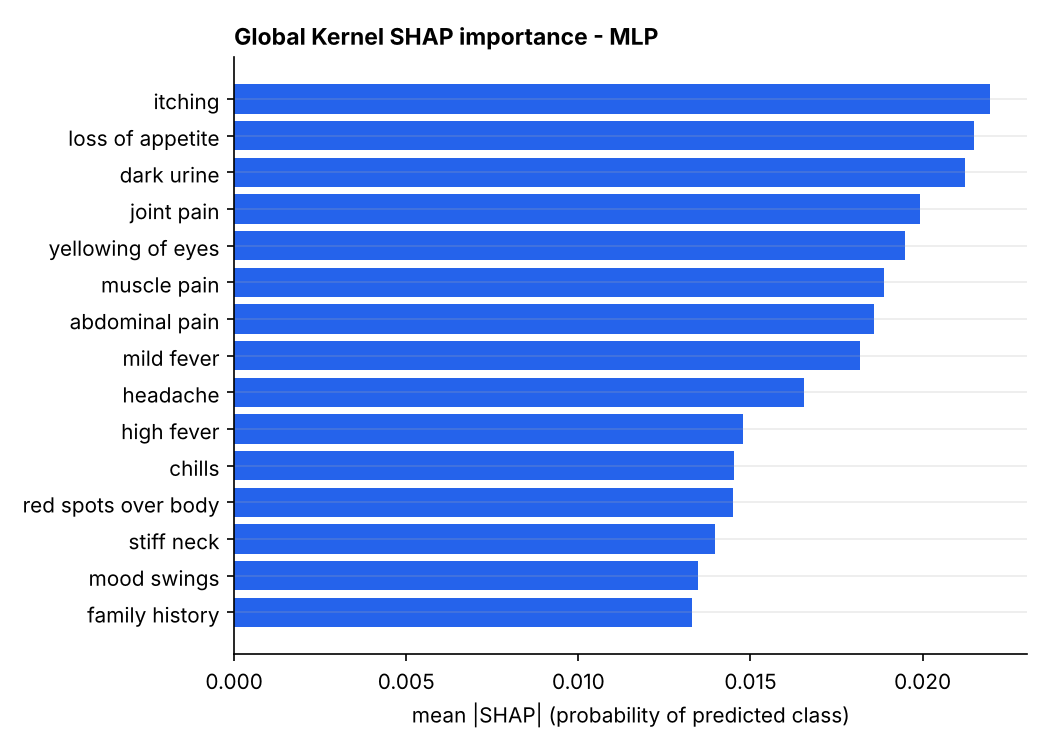 Global Kernel SHAP importance - MLP
itching
loss of appetite
dark urine
joint pain
yellowing of eyes
muscle pain
abdominal pain
mild fever
headache
high fever
chills
red spots over body
stiff neck
mood swings
family history
0.000 0.005 0.010 0.015 0.020
mean |SHAP| (probability of predicted class)